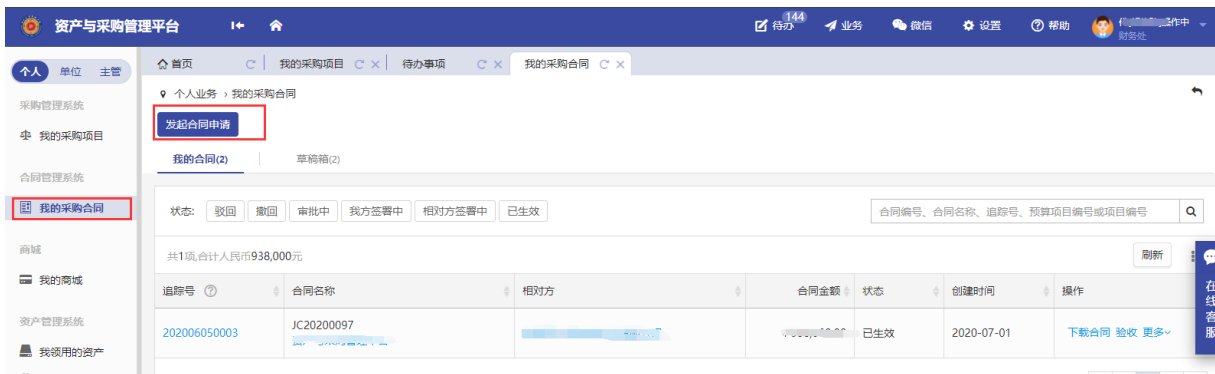 资产与采购管理平台
144
待办 业务 微信 设置 帮助
财务处
个人 单位 主管
首页 我的采购项目 待办事项 我的采购合同
个人业务 > 我的采购合同
采购管理系统
我的采购项目
合同管理系统
我的采购合同
商城
我的商城
资产管理系统
我领用的资产
发起合同申请
我的合同(2) 草稿箱(2)
状态: 驳回 撤回 审批中 我方签署中 相对方签署中 已生效
合同编号、合同名称、追踪号、预算项目编号或项目编号
共1项,合计人民币938,000元
刷新
追踪号 合同名称 相对方 合同金额 状态 创建时间 操作
202006050003 JC20200097 已生效 2020-07-01 下载合同 验收 更多
在线客服